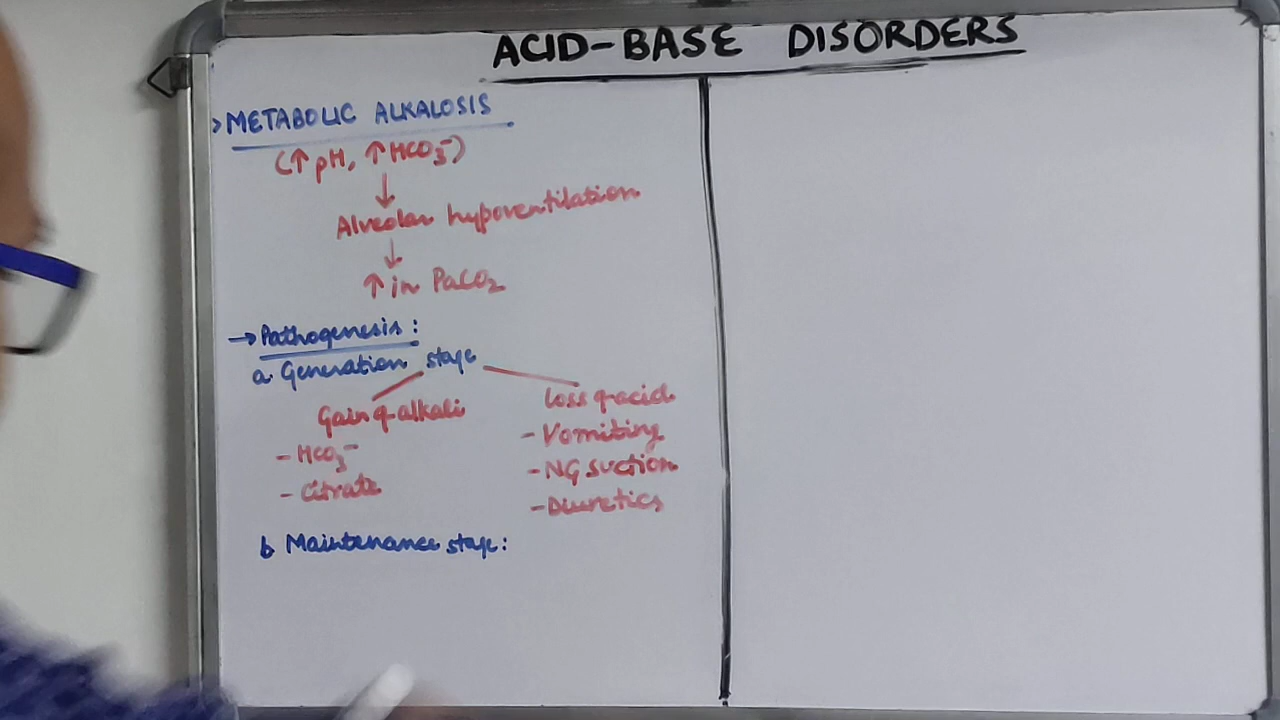 ACID-BASE DISORDERS
>METABOLIC ALKALOSIS
(↑pH, ↑HCO₃⁻)
↓
Alveolar hypoventilation
↓
↑in PaCO₂
→Pathogenesis:
a Generation stage
Gain of alkali
- HCO₃⁻
- Citrate
loss of acid
- Vomiting
- NG suction
- Diuretics
b Maintenance stage: